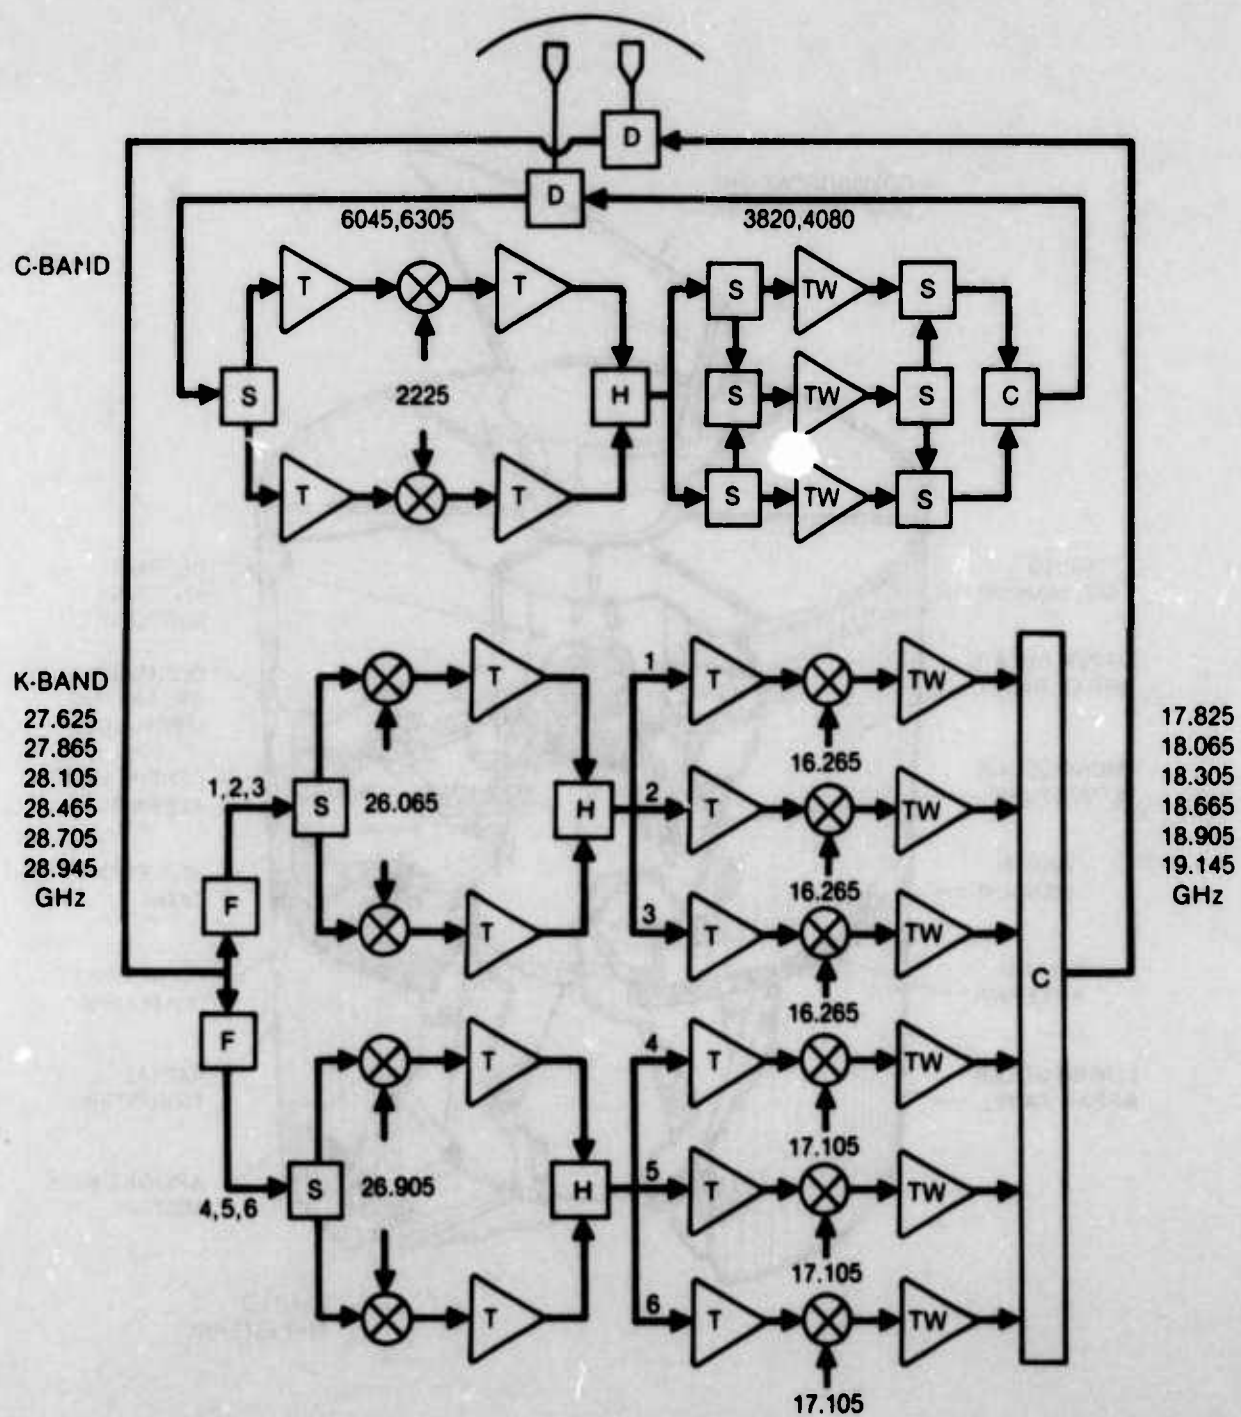 D
D
6045,6305
3820,4080
C-BAND
T
T
S
TW
S
S
2225
H
S
TW
S
C
T
T
S
TW
S
K-BAND
27.625
27.865
28.105
28.465
28.705
28.945
GHz
17.825
18.065
18.305
18.665
18.905
19.145
GHz
T
1
T
TW
16.265
1,2,3
S
26.065
H
2
T
TW
16.265
F
T
3
T
TW
16.265
C
F
T
4
T
TW
17.105
4,5,6
S
26.905
H
5
T
TW
17.105
T
6
T
TW
17.105